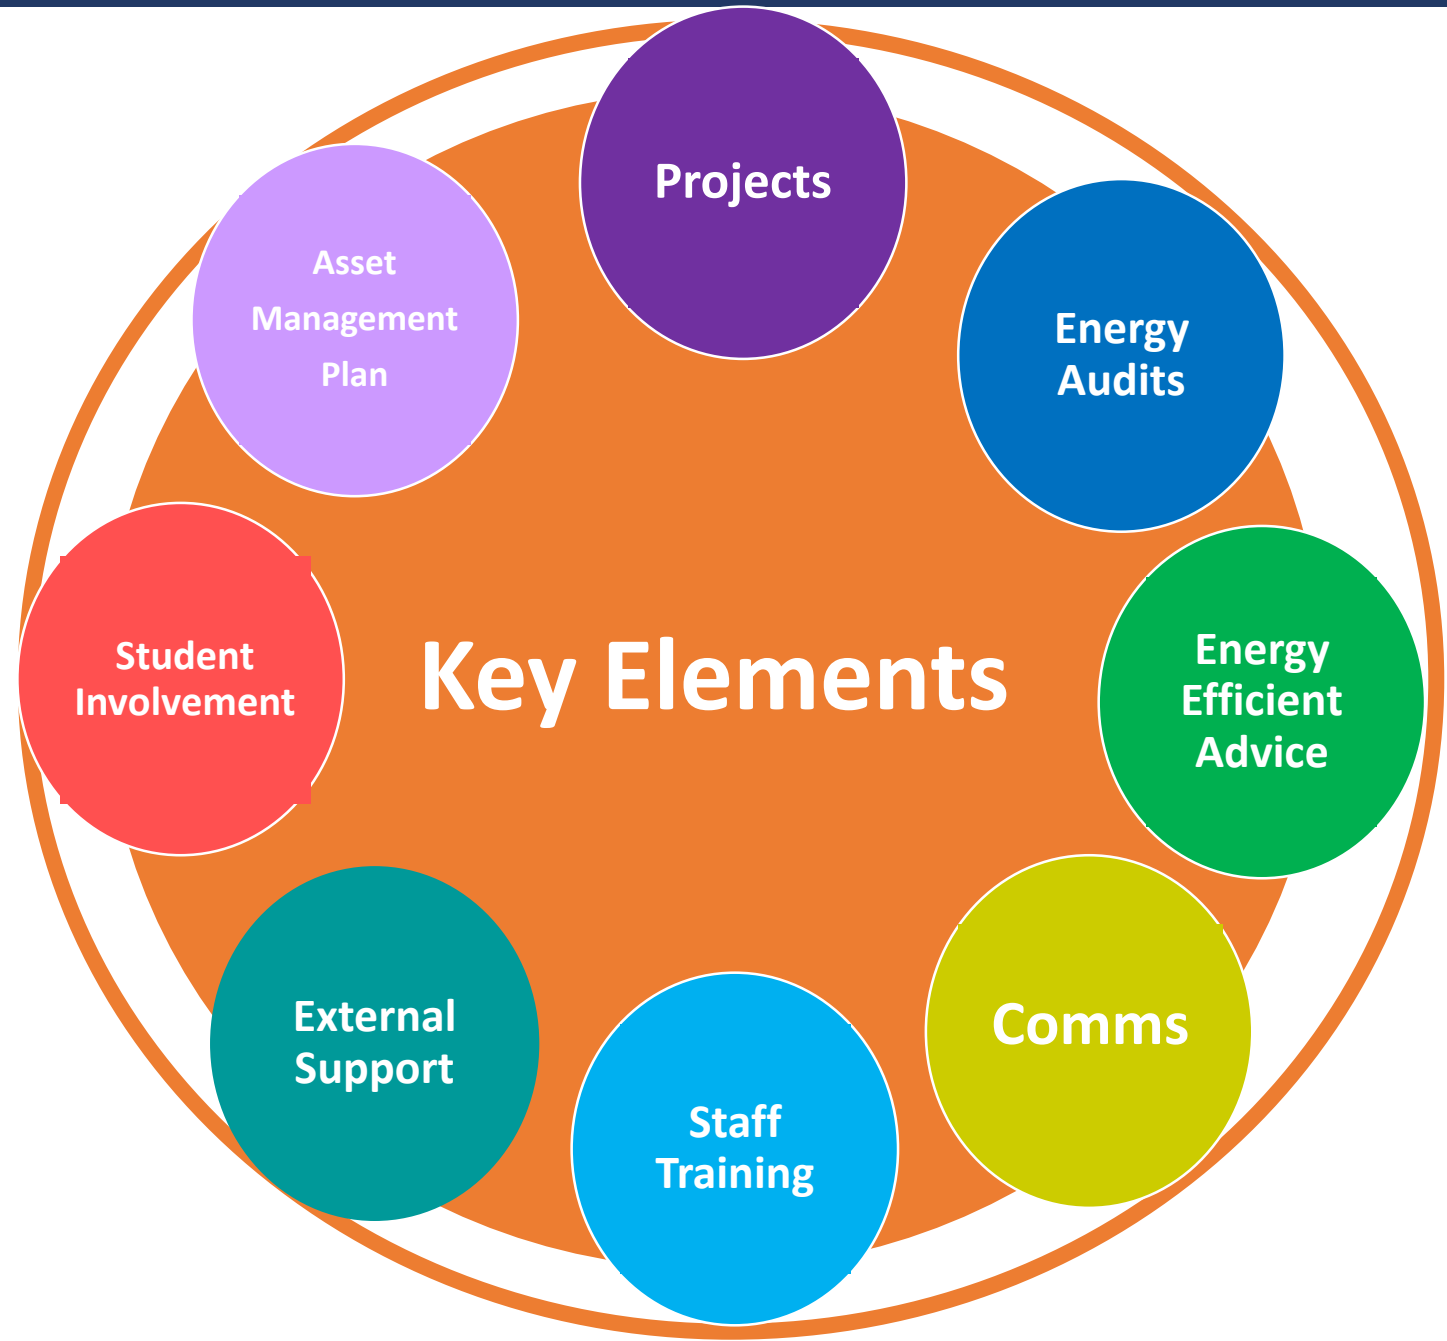 Projects
Energy
Audits
Energy
Efficient
Advice
Comms
Staff
Training
External
Support
Student
Involvement
Asset
Management
Plan
Key Elements